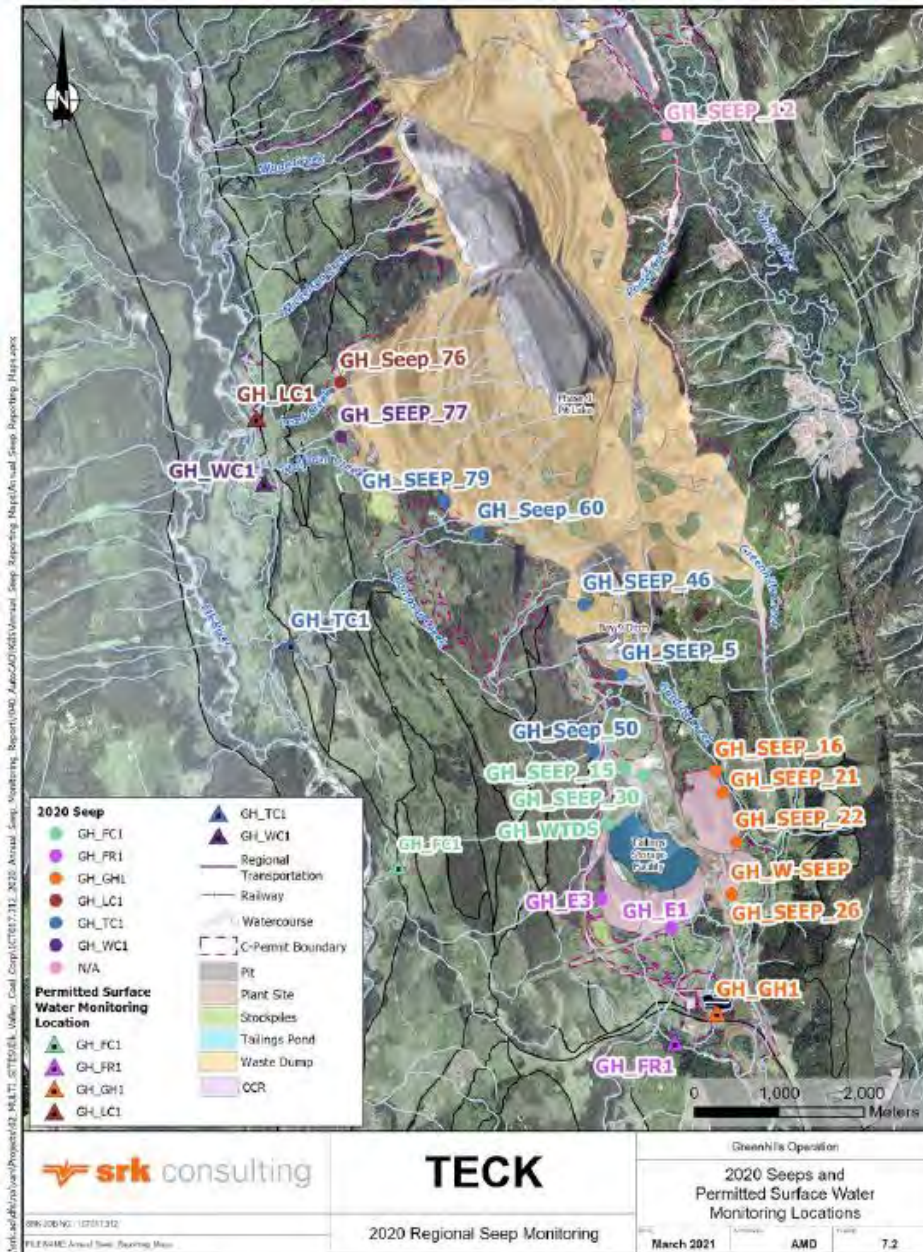 N
GH_SEEP_12
GH_Seep_76
GH_LC1
GH_SEEP_77
GH_WC1
GH_SEEP_79
GH_Seep_60
GH_SEEP_46
GH_TC1
GH_SEEP_5
GH_Seep_50
GH_SEEP_15
GH_SEEP_16
GH_SEEP_21
GH_SEEP_30
GH_SEEP_22
GH_WTDS
GH_FC1
Tailings
Storage
Facility
GH_W-SEEP
GH_E3
GH_E1
GH_SEEP_26
GH_GH1
GH_FR1
2020 Seep
GH_FC1
GH_FR1
GH_GH1
GH_LC1
GH_TC1
GH_WC1
N/A
Permitted Surface
Water Monitoring
Location
GH_FC1
GH_FR1
GH_GH1
GH_LC1
GH_TC1
GH_WC1
Regional
Transportation
Railway
Watercourse
C-Permit Boundary
Pit
Plant Site
Stockpiles
Tailings Pond
Waste Dump
CCR
0 1,000 2,000
Meters
srk consulting
TECK
2020 Regional Seep Monitoring
Greenhills Operation
2020 Seeps and
Permitted Surface Water
Monitoring Locations
March 2021
AMD
7.2